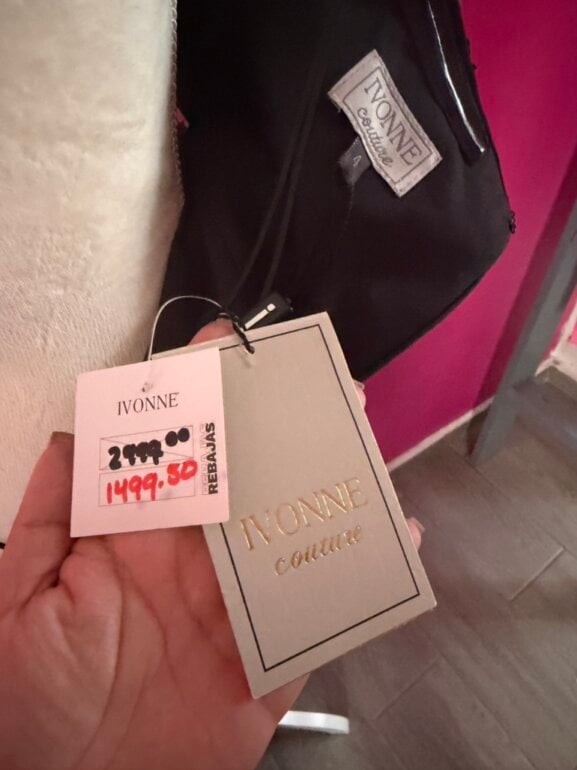 IVONNE
couture
4
IVONNE
2999.00
1499.50
REBAJAS
IVONNE
couture